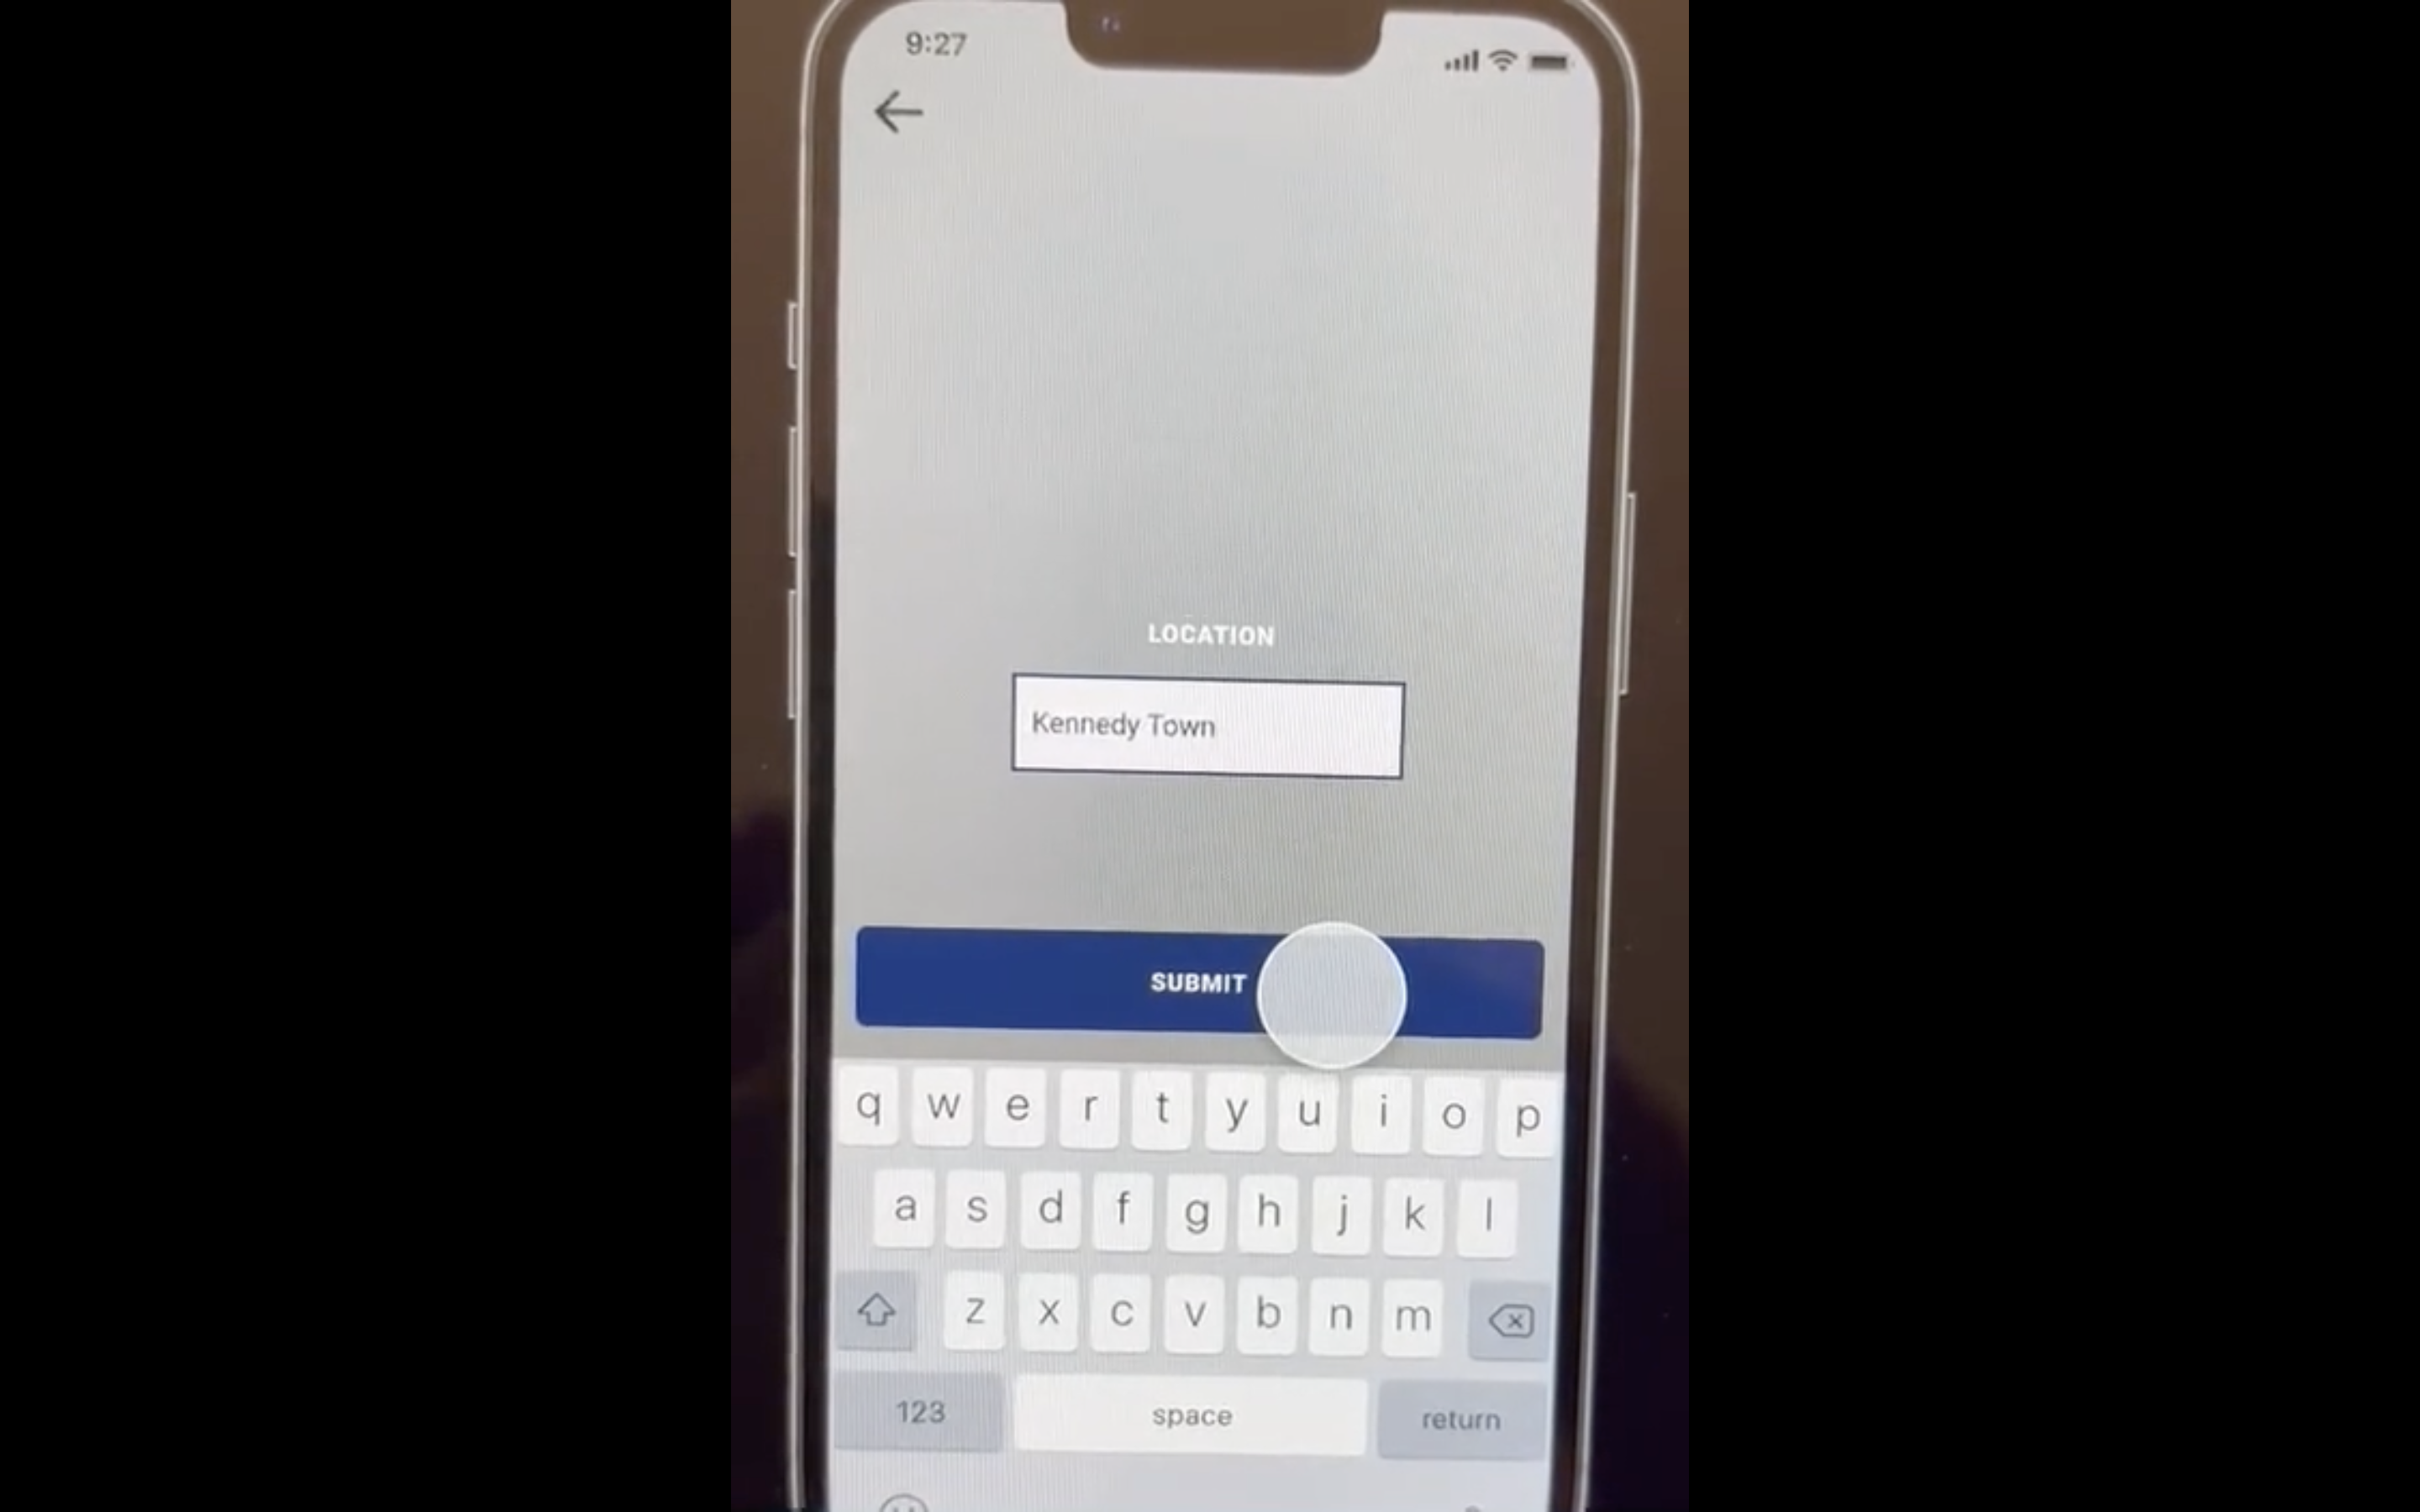 9:27
LOCATION
Kennedy Town
SUBMIT
q w e r t y u i o p
a s d f g h j k l
z x c v b n m
123 space return